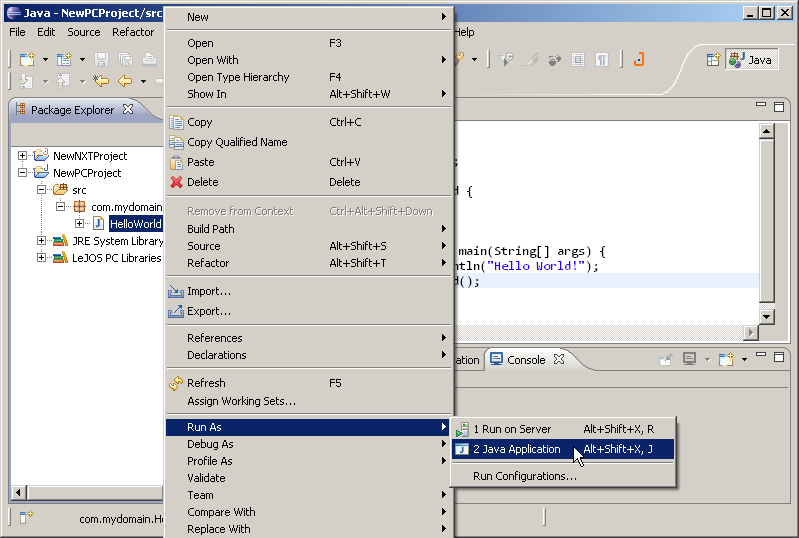 Java - NewPCProject/src
File Edit Source Refactor
Help
Java
Package Explorer
NewNXTProject
NewPCProject
src
com.mydomain
HelloWorld
JRE System Library
LeJOS PC Libraries
New
Open F3
Open With
Open Type Hierarchy F4
Show In Alt+Shift+W
Copy Ctrl+C
Copy Qualified Name
Paste Ctrl+V
Delete Delete
Remove from Context Ctrl+Alt+Shift+Down
Build Path
Source Alt+Shift+S
Refactor Alt+Shift+T
Import...
Export...
References
Declarations
Refresh F5
Assign Working Sets...
Run As
Debug As
Profile As
Validate
Team
Compare With
Replace With
;
d {
main(String[] args) {
ntln("Hello World!");
d();
ation Console
1 Run on Server Alt+Shift+X, R
2 Java Application Alt+Shift+X, J
Run Configurations...
com.mydomain.He